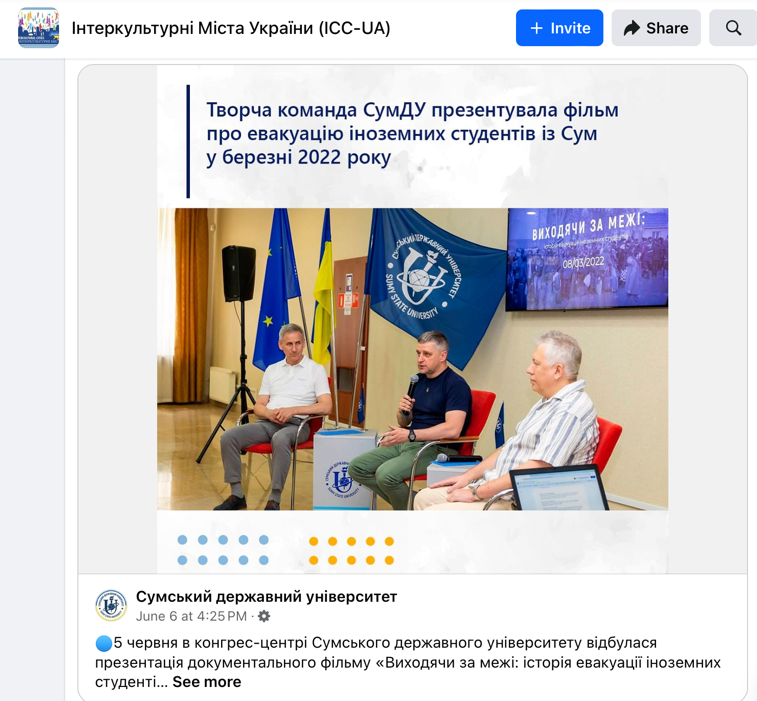 Інтеркультурні Міста України (ICC-UA)
+ Invite
Share
Творча команда СумДУ презентувала фільм
про евакуацію іноземних студентів із Сум
у березні 2022 року
СУМСЬКИЙ ДЕРЖАВНИЙ УНІВЕРСИТЕТ
SUMY STATE UNIVERSITY
ВИХОДЯЧИ ЗА МЕЖІ:
08/03/2022
Сумський державний університет
June 6 at 4:25 PM ·
5 червня в конгрес-центрі Сумського державного університету відбулася
презентація документального фільму «Виходячи за межі: історія евакуації іноземних
студенті... See more